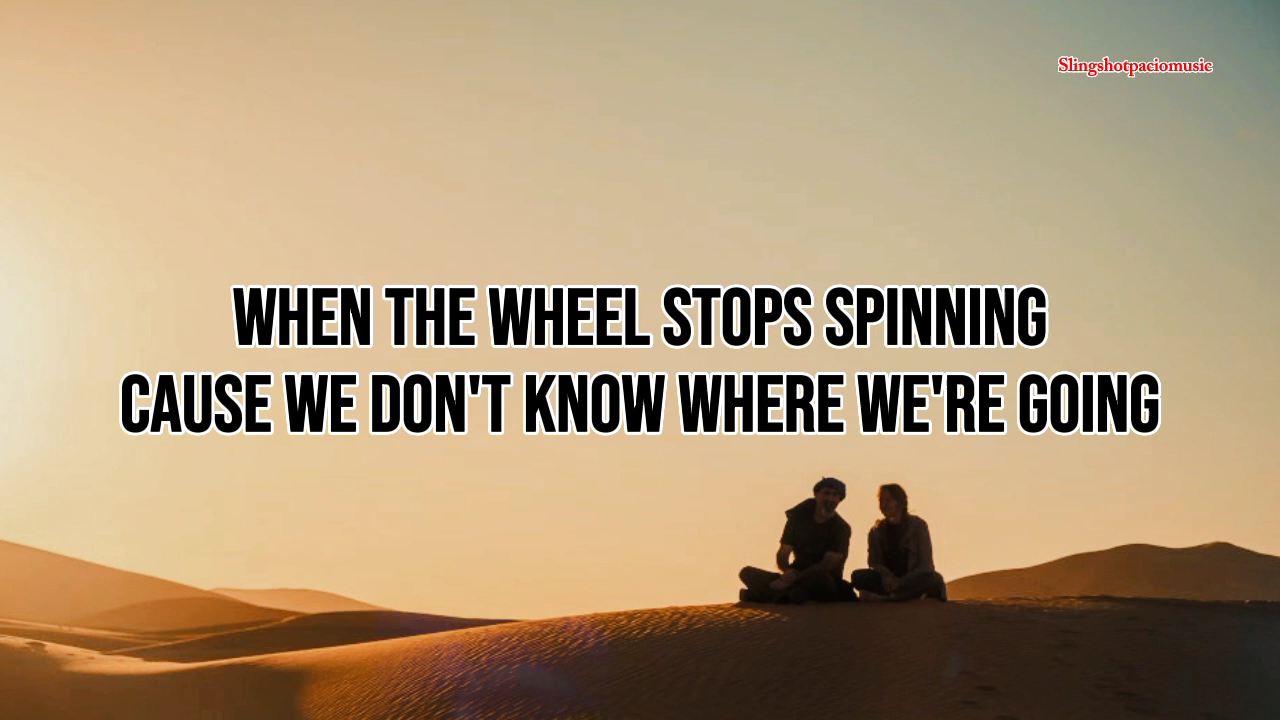 Slingshotpaciomusic
WHEN THE WHEEL STOPS SPINNING
CAUSE WE DON'T KNOW WHERE WE'RE GOING